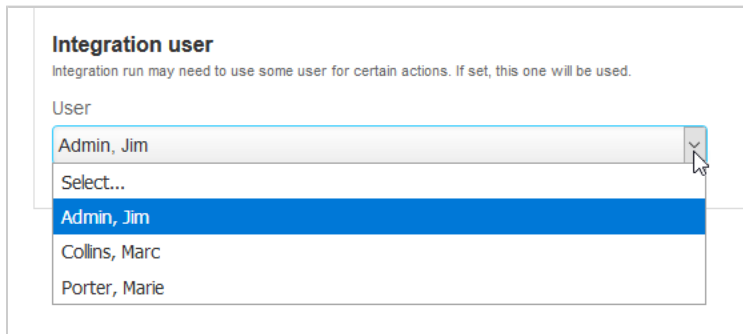 Integration user
Integration run may need to use some user for certain actions. If set, this one will be used.
User
Admin, Jim
Select...
Admin, Jim
Collins, Marc
Porter, Marie